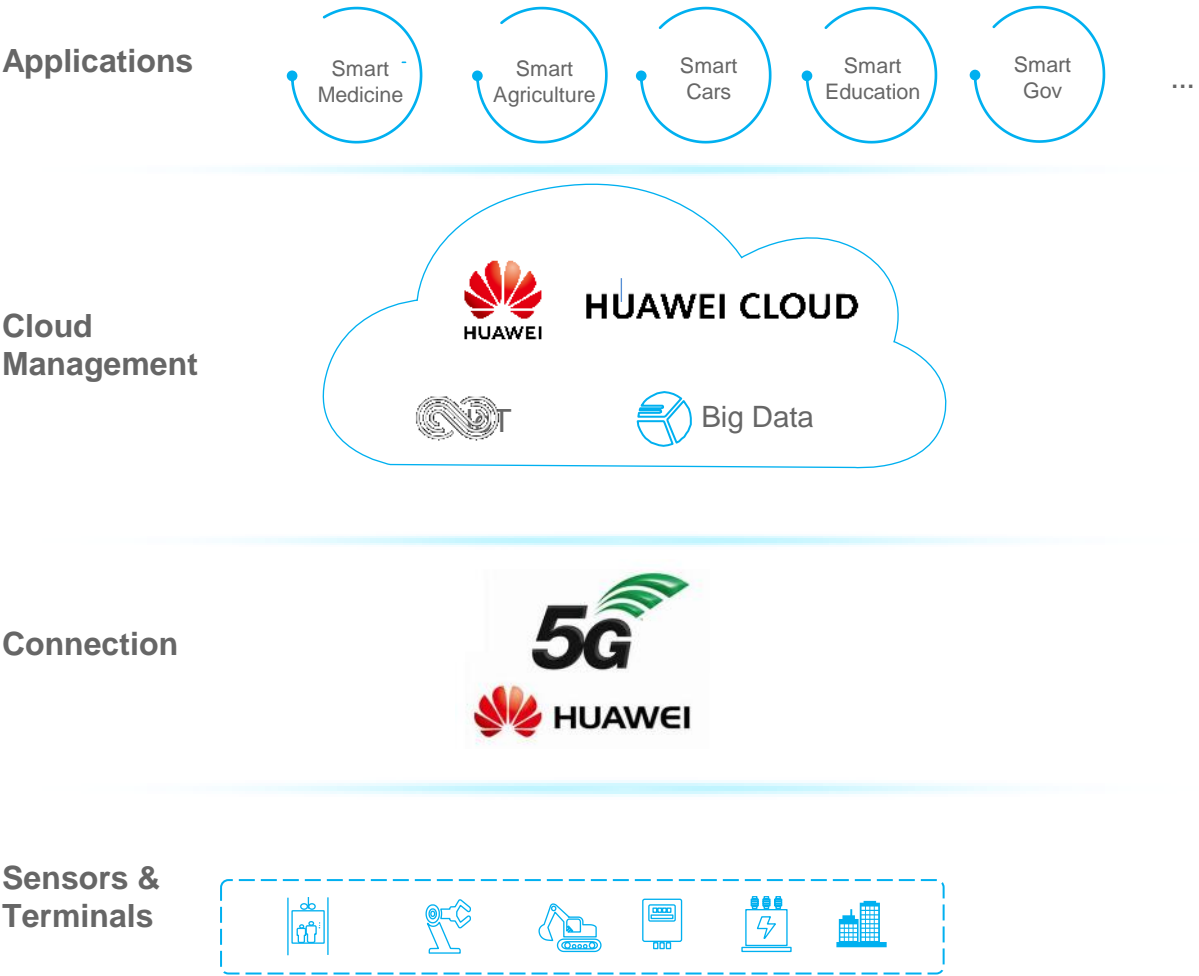 Applications
Smart
Medicine
Smart
Agriculture
Smart
Cars
Smart
Education
Smart
Gov
...
Cloud
Management
HUAWEI
HUAWEI CLOUD
Big Data
Connection
5G
HUAWEI
Sensors &
Terminals